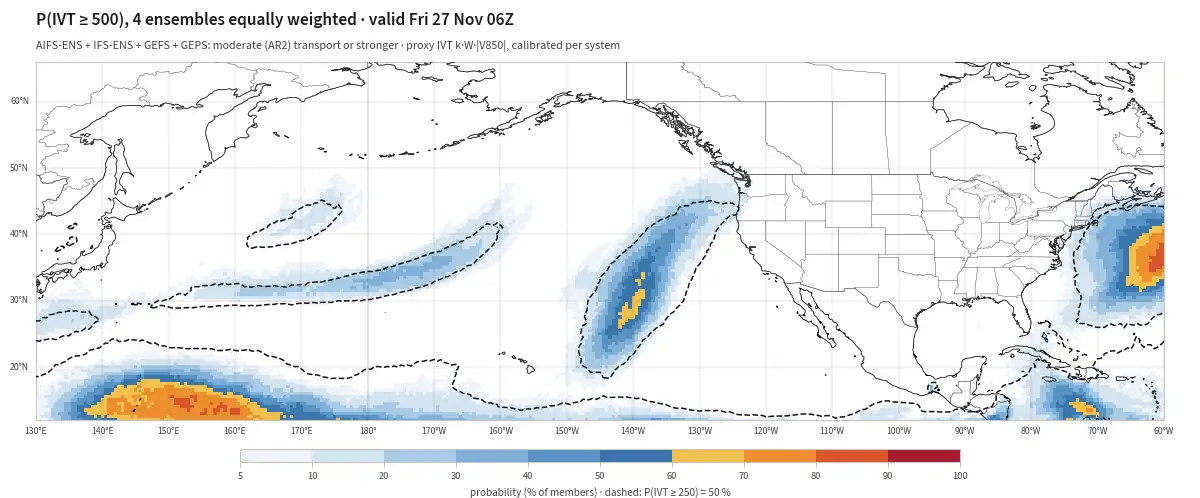 P(IVT ≥ 500), 4 ensembles equally weighted · valid Fri 27 Nov 06Z
AIFS-ENS + IFS-ENS + GEFS + GEPS: moderate (AR2) transport or stronger · proxy IVT k·W·|V850|, calibrated per system
60°N
50°N
40°N
30°N
20°N
130°E 140°E 150°E 160°E 170°E 180° 170°W 160°W 150°W 140°W 130°W 120°W 110°W 100°W 90°W 80°W 70°W 60°W
5 10 20 30 40 50 60 70 80 90 100
probability (% of members) · dashed: P(IVT ≥ 250) = 50 %